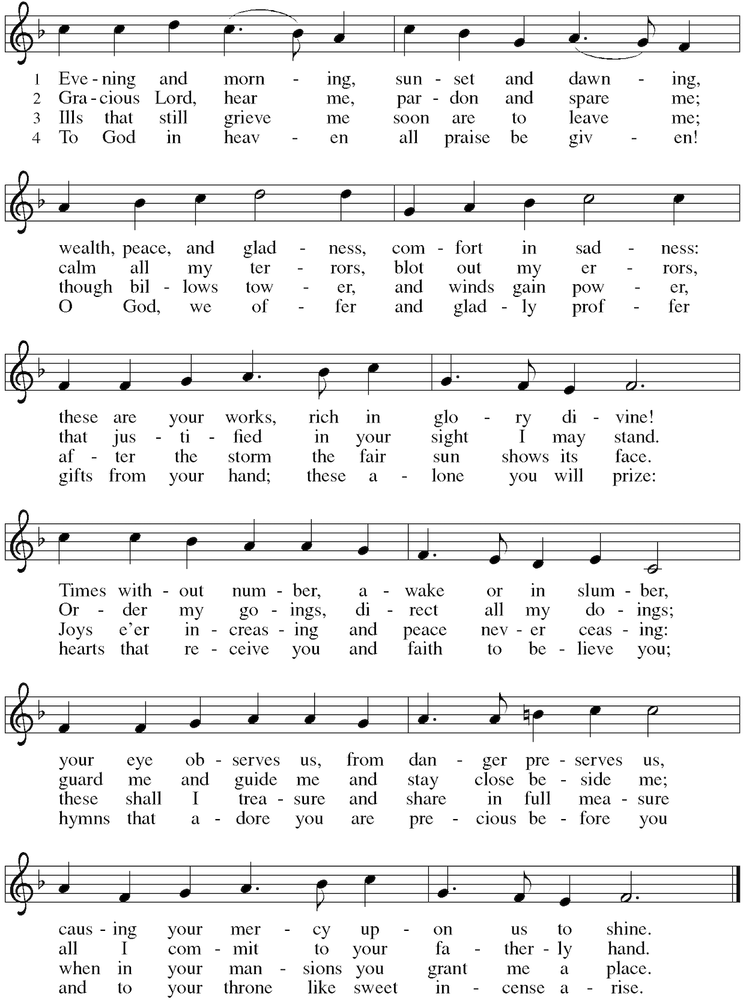 1 Eve - ning and morn - ing, sun - set and dawn - ing,
2 Gra - cious Lord, hear me, par - don and spare me;
3 Ills that still grieve me soon are to leave me;
4 To God in heav - en all praise be giv - en!
wealth, peace, and glad - ness, com - fort in sad - ness:
calm all my ter - rors, blot out my er - rors,
though bil - lows tow - er, and winds gain pow - er,
O God, we of - fer and glad - ly prof - fer
these are your works, rich in glo - ry di - vine!
that jus - ti - fied in your sight I may stand.
af - ter the storm the fair sun shows its face.
gifts from your hand; these a - lone you will prize:
Times with - out num - ber, a - wake or in slum - ber,
Or - der my go - ings, di - rect all my do - ings;
Joys e'er in - creas - ing and peace nev - er ceas - ing:
hearts that re - ceive you and faith to be - lieve you;
your eye ob - serves us, from dan - ger pre - serves us,
guard me and guide me and stay close be - side me;
these shall I trea - sure and share in full mea - sure
hymns that a - dore you are pre - cious be - fore you
caus - ing your mer - cy up - on us to shine.
all I com - mit to your fa - ther - ly hand.
when in your man - sions you grant me a place.
and to your throne like sweet in - cense a - rise.